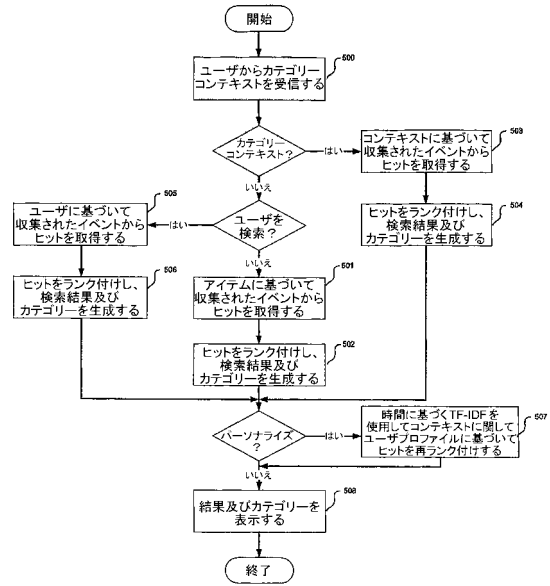 開始
500
ユーザからカテゴリー
コンテキストを受信する
カテゴリー
コンテキスト？
はい
503
コンテキストに基づいて
収集されたイベントから
ヒットを取得する
いいえ
505
ユーザに基づいて
収集されたイベントから
ヒットを取得する
はい
ユーザを
検索？
504
ヒットをランク付けし、
検索結果及び
カテゴリーを生成する
いいえ
506
ヒットをランク付けし、
検索結果及び
カテゴリーを生成する
501
アイテムに基づいて
収集されたイベントから
ヒットを取得する
502
ヒットをランク付けし、
検索結果及び
カテゴリーを生成する
パーソナライズ
？
はい
507
時間に基づくTF-IDFを
使用してコンテキストに関して
ユーザプロファイルに基づいて
ヒットを再ランク付けする
いいえ
508
結果及びカテゴリーを
表示する
終了